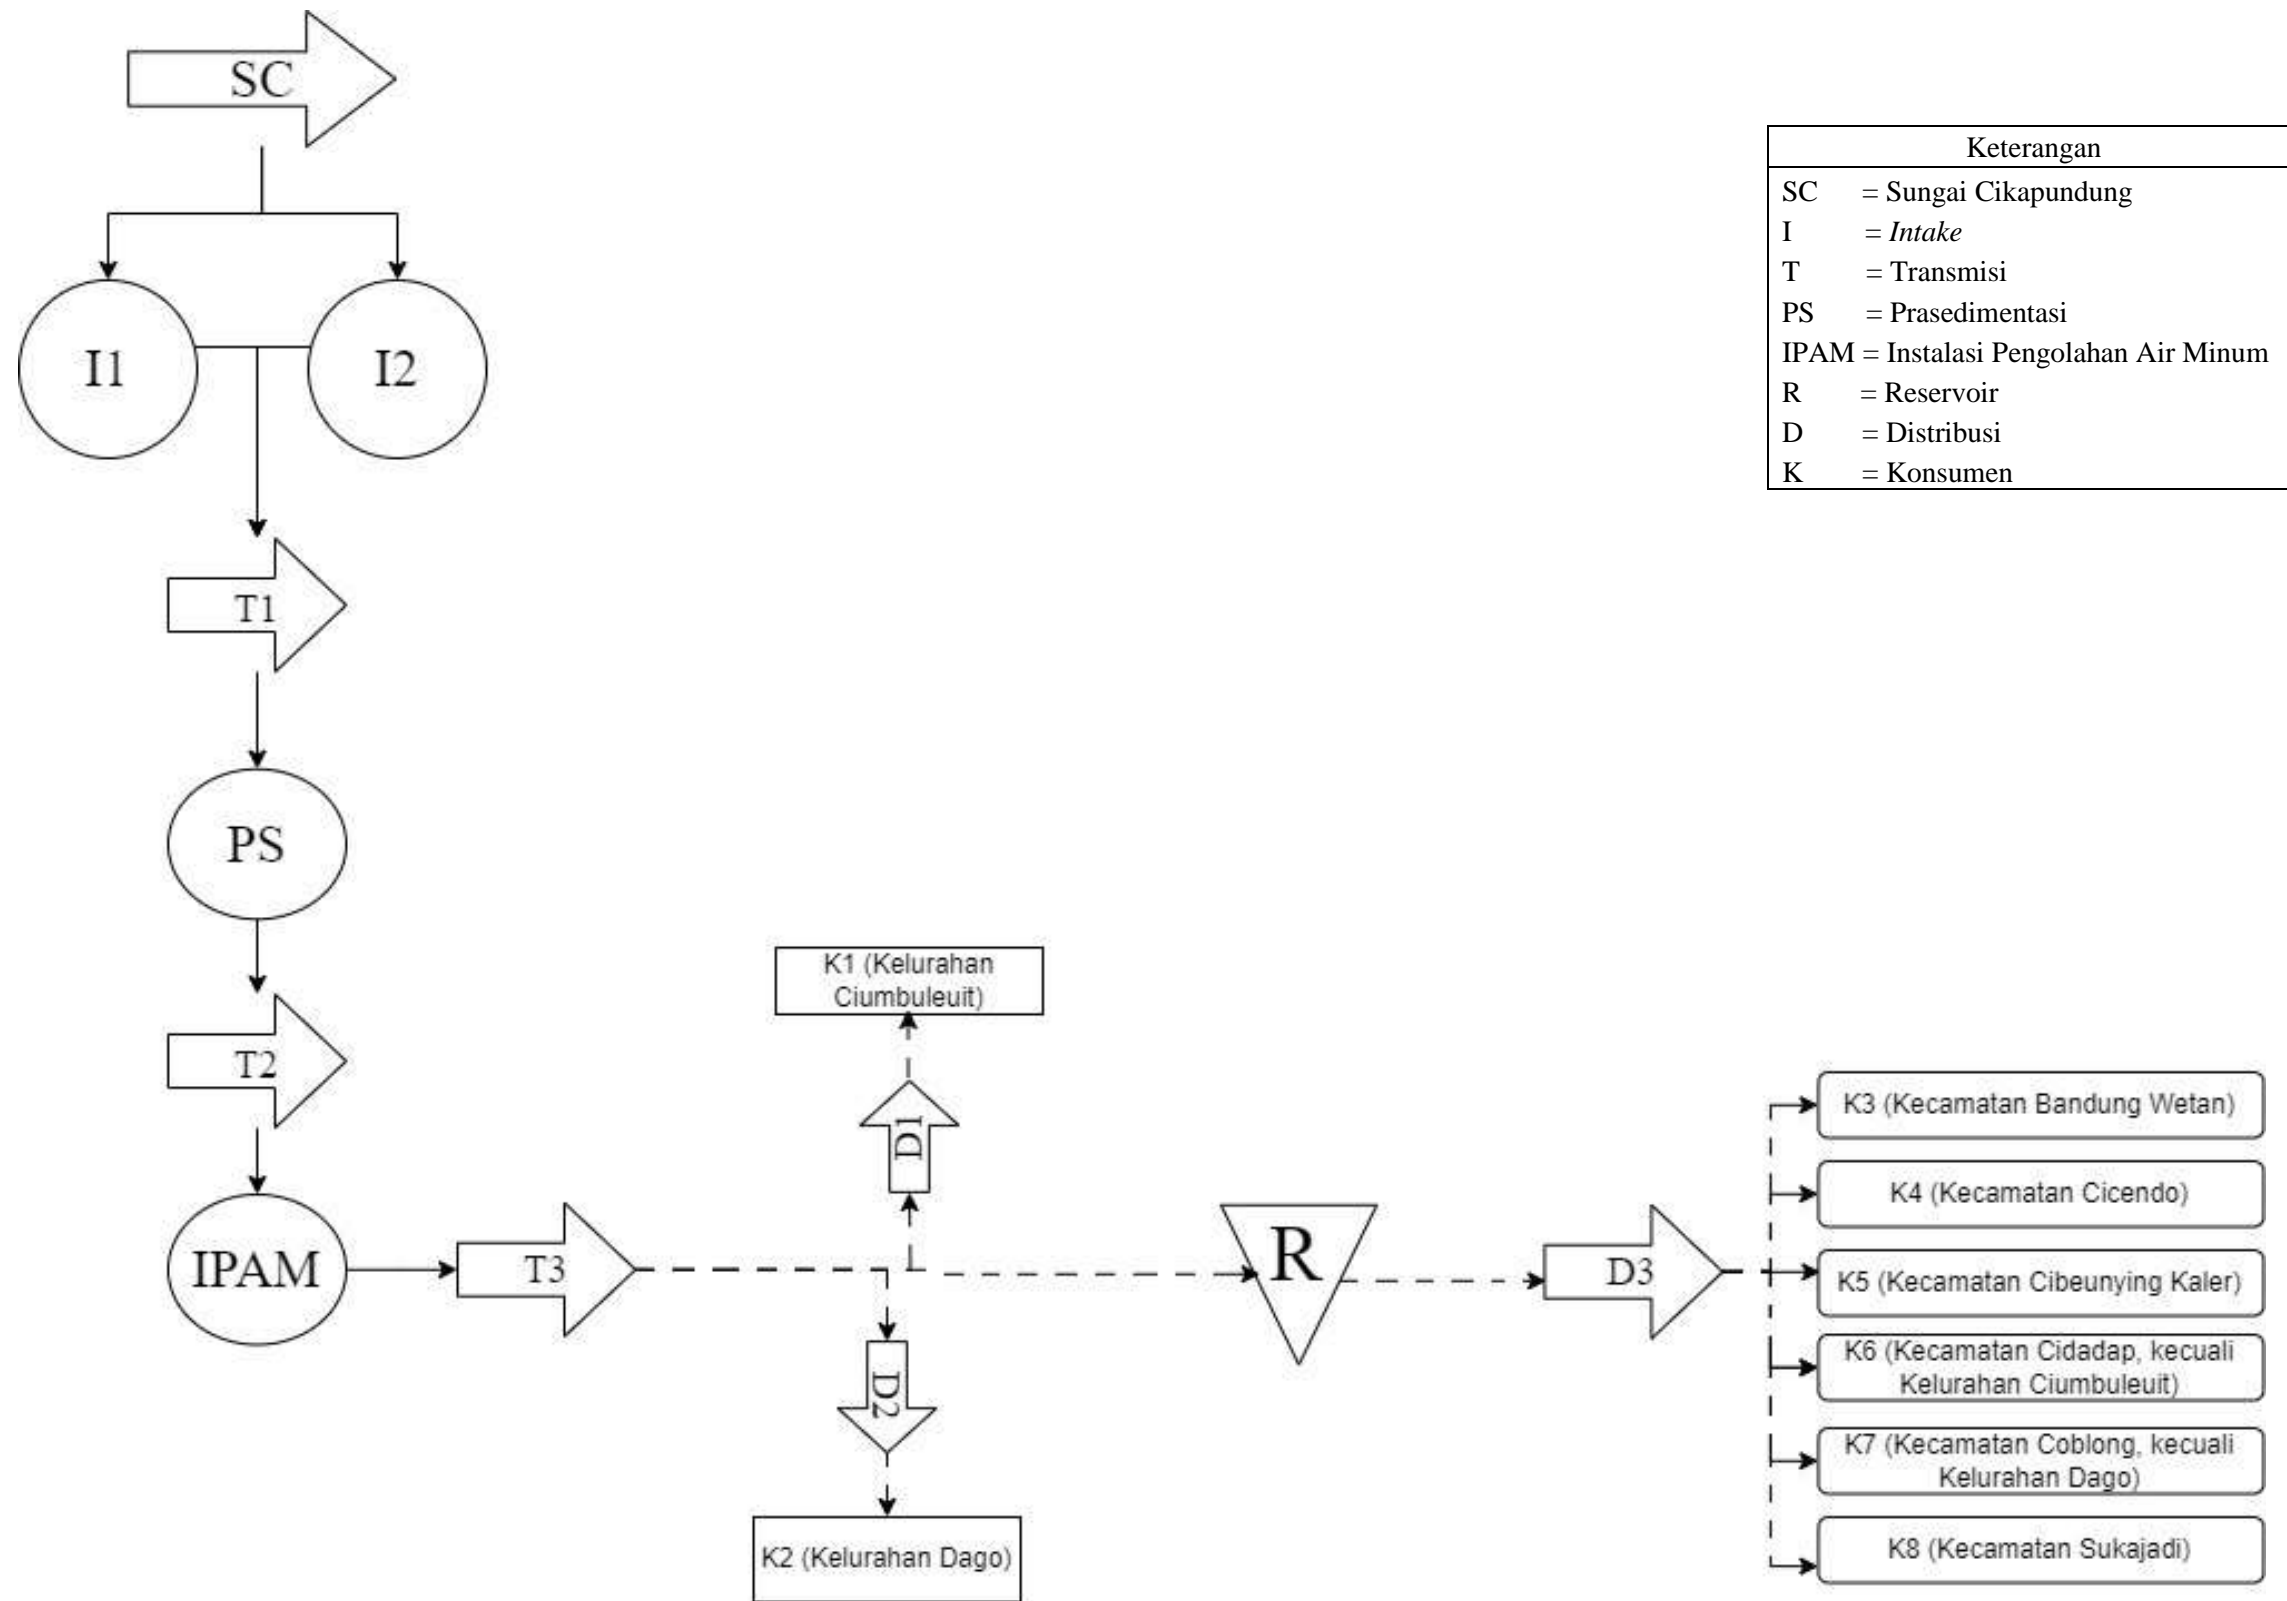 SC
Keterangan
SC = Sungai Cikapundung
I = Intake
T = Transmisi
PS = Prasedimentasi
IPAM = Instalasi Pengolahan Air Minum
R = Reservoir
D = Distribusi
K = Konsumen
I1
I2
T1
PS
T2
IPAM
T3
K1 (Kelurahan
Ciumbuleuit)
D1
D2
K2 (Kelurahan Dago)
R
D3
K3 (Kecamatan Bandung Wetan)
K4 (Kecamatan Cicendo)
K5 (Kecamatan Cibeunying Kaler)
K6 (Kecamatan Cidadap, kecuali
Kelurahan Ciumbuleuit)
K7 (Kecamatan Coblong, kecuali
Kelurahan Dago)
K8 (Kecamatan Sukajadi)